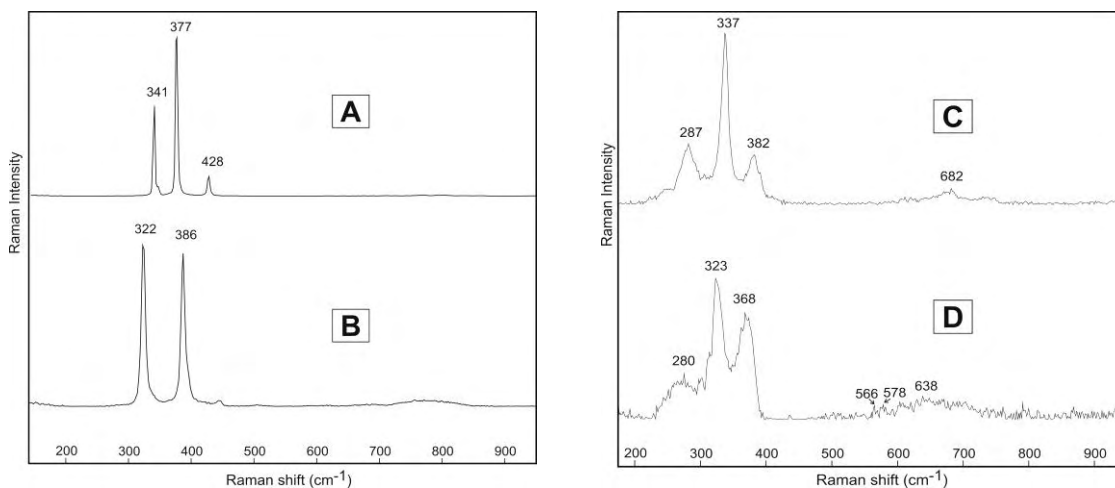 377
341
428
A
322
386
B
Raman Intensity
200 300 400 500 600 700 800 900
Raman shift (cm⁻¹)
337
287
382
682
C
323
368
280
566 578 638
D
Raman Intensity
200 300 400 500 600 700 800 900
Raman shift (cm⁻¹)